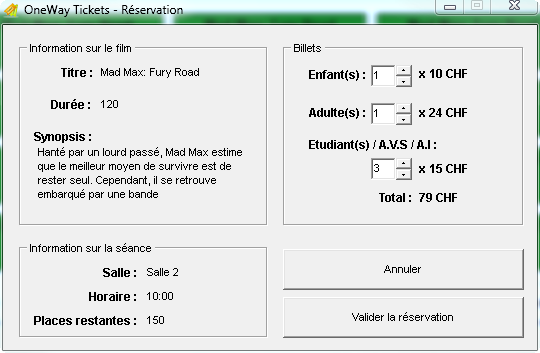 OneWay Tickets - Réservation
Information sur le film
Titre : Mad Max: Fury Road
Durée : 120
Synopsis :
Hanté par un lourd passé, Mad Max estime
que le meilleur moyen de survivre est de
rester seul. Cependant, il se retrouve
embarqué par une bande
Information sur la séance
Salle : Salle 2
Horaire : 10:00
Places restantes : 150
Billets
Enfant(s) : 1 x 10 CHF
Adulte(s) : 1 x 24 CHF
Etudiant(s) / A.V.S / A.I :
3 x 15 CHF
Total : 79 CHF
Annuler
Valider la réservation